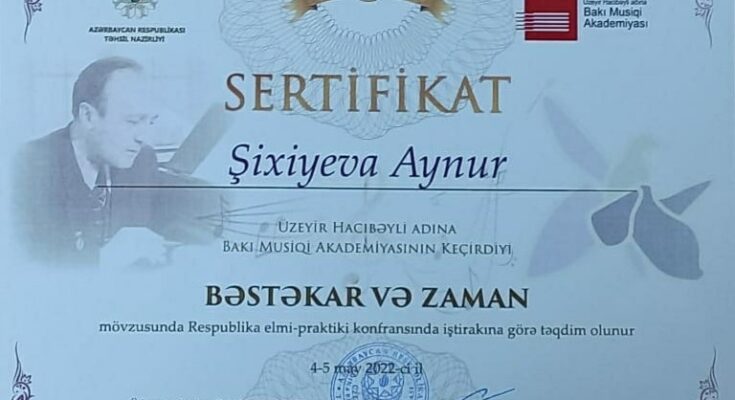 AZƏRBAYCAN RESPUBLİKASI
TƏHSİL NAZİRLİYİ
Üzeyir Hacıbəyli adına
Bakı Musiqi
Akademiyası
SERTİFİKAT
Şixiyeva Aynur
ÜZEYİR HACIBƏYLİ ADINA
BAKI MUSİQİ AKADEMİYASININ KEÇİRDİYİ
BƏSTƏKAR VƏ ZAMAN
mövzusunda Respublika elmi-praktiki konfransında iştirakına görə təqdim olunur
4-5 may 2022-ci il